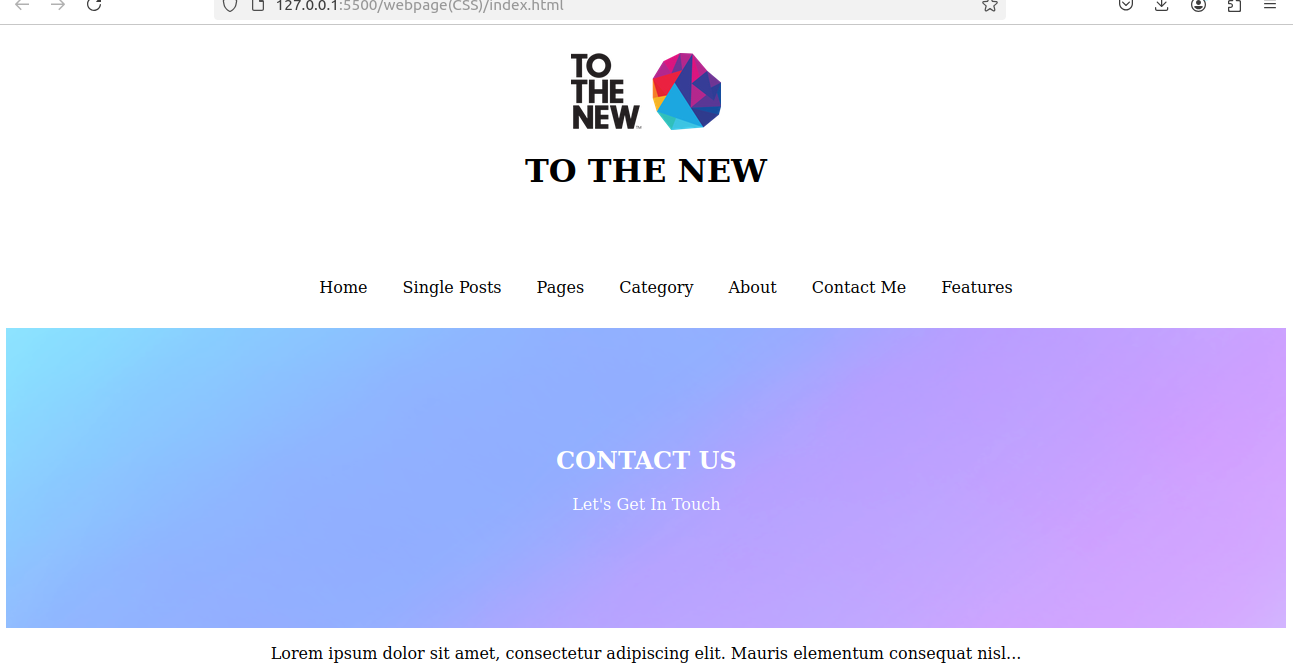 127.0.0.1:5500/webpage(CSS)/index.html
TO
THE
NEW™
TO THE NEW
Home Single Posts Pages Category About Contact Me Features
CONTACT US
Let's Get In Touch
Lorem ipsum dolor sit amet, consectetur adipiscing elit. Mauris elementum consequat nisl...